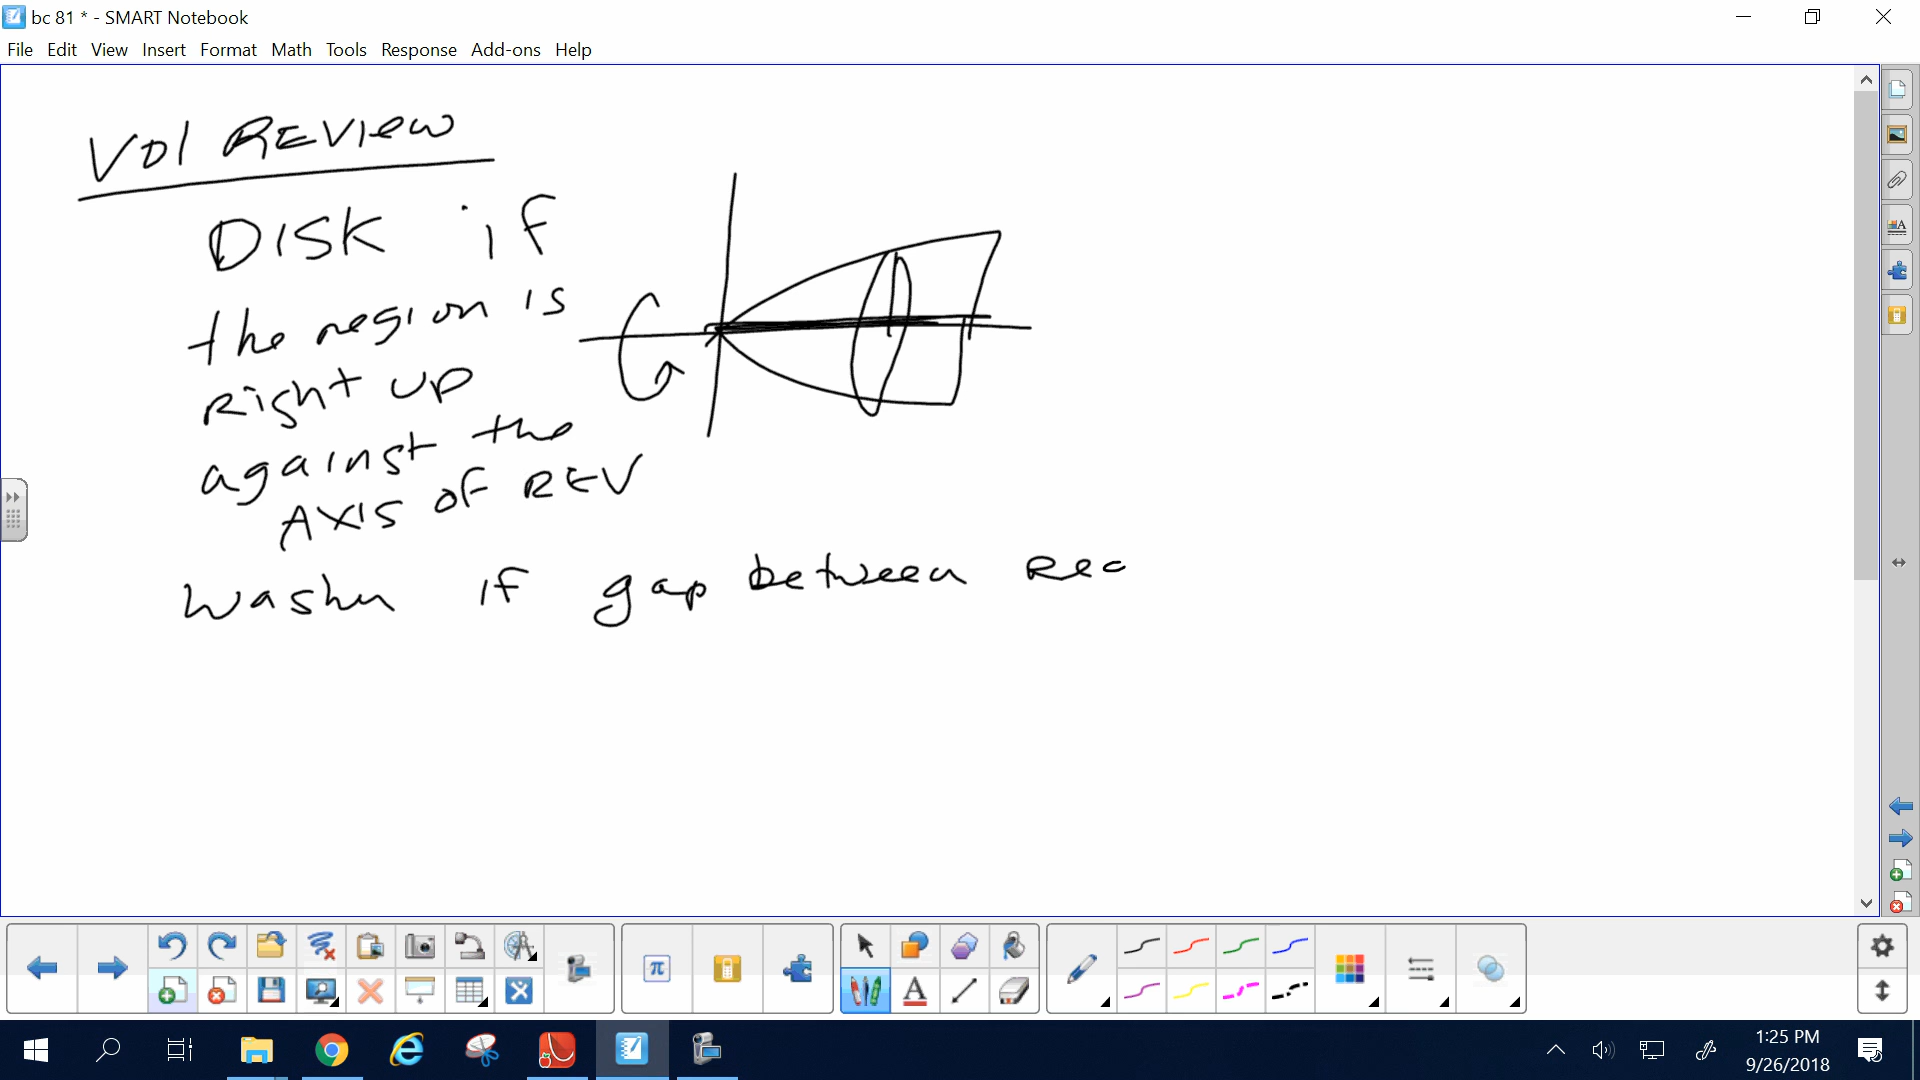 bc 81 * - SMART Notebook
File Edit View Insert Format Math Tools Response Add-ons Help
Vol REVIEW
DISK if
the region is
Right up
against the
AXIS OF REV
washer if gap between Reg
1:25 PM
9/26/2018